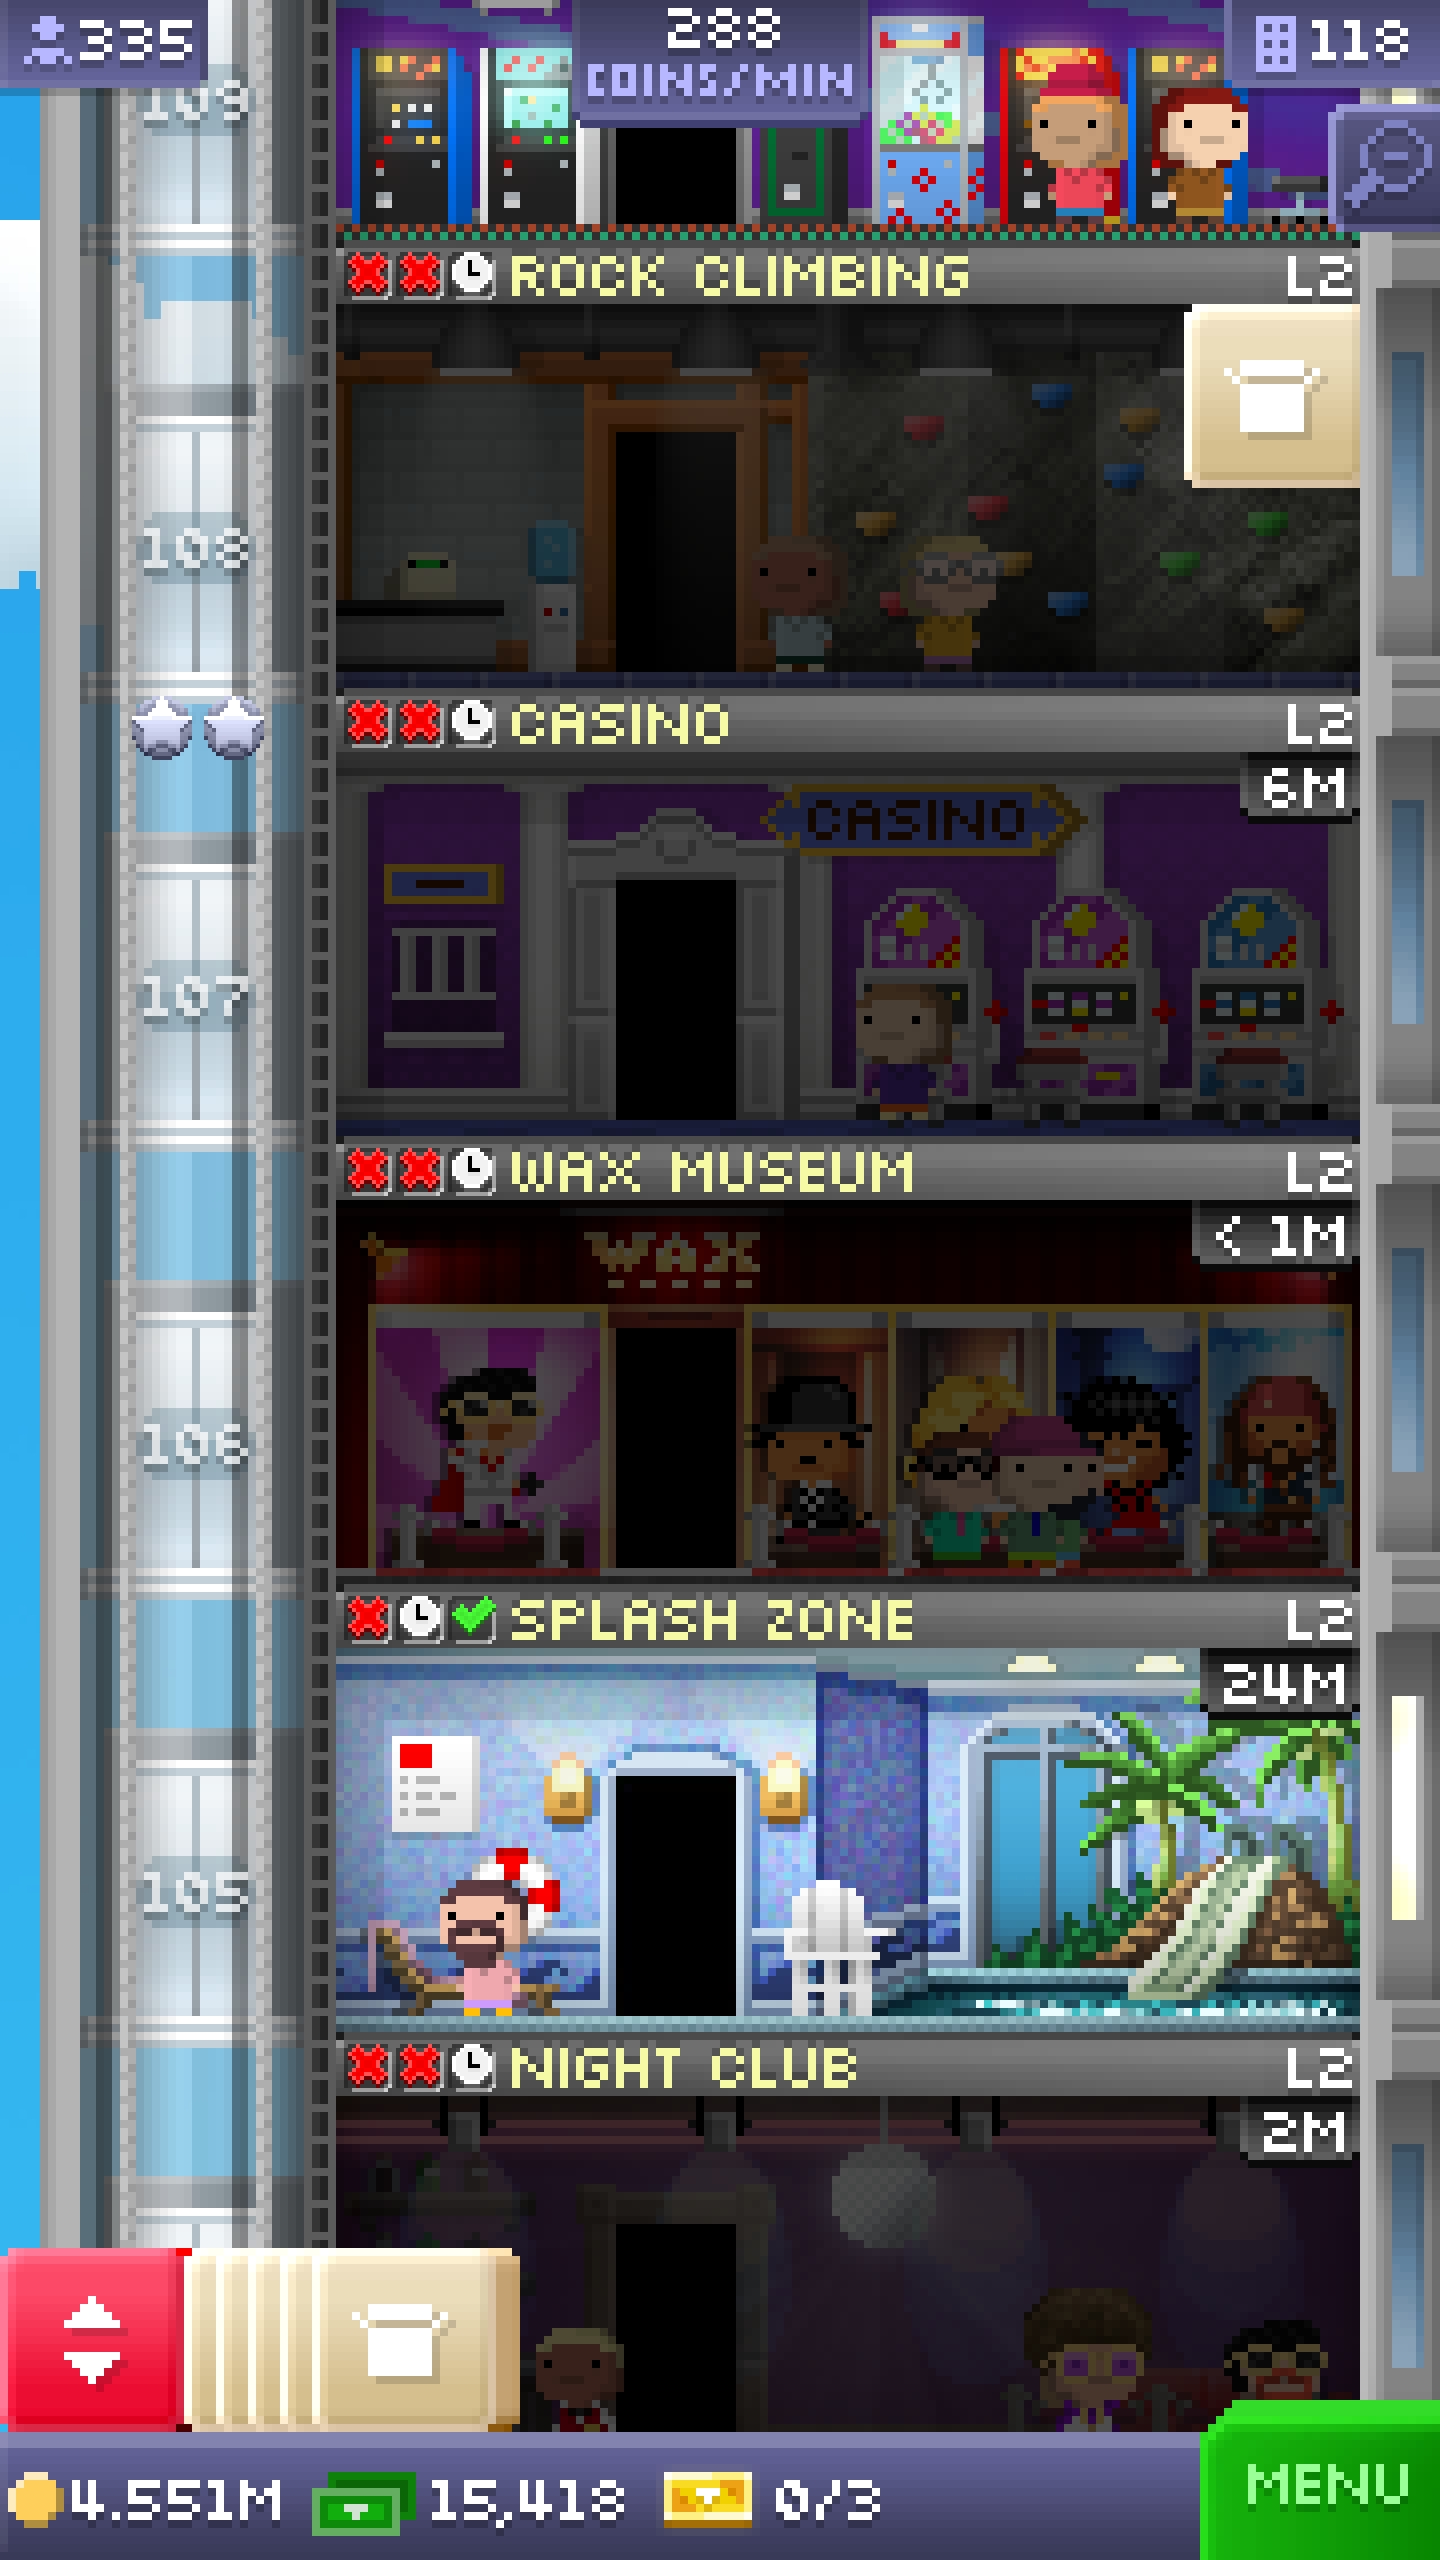 335
288
COINS/MIN
118
109
ROCK CLIMBING L2
108
CASINO L2
6M
CASINO
107
WAX MUSEUM L2
< 1M
WAX
106
SPLASH ZONE L2
24M
105
NIGHT CLUB L2
2M
4.551M 15,418 0/3
MENU